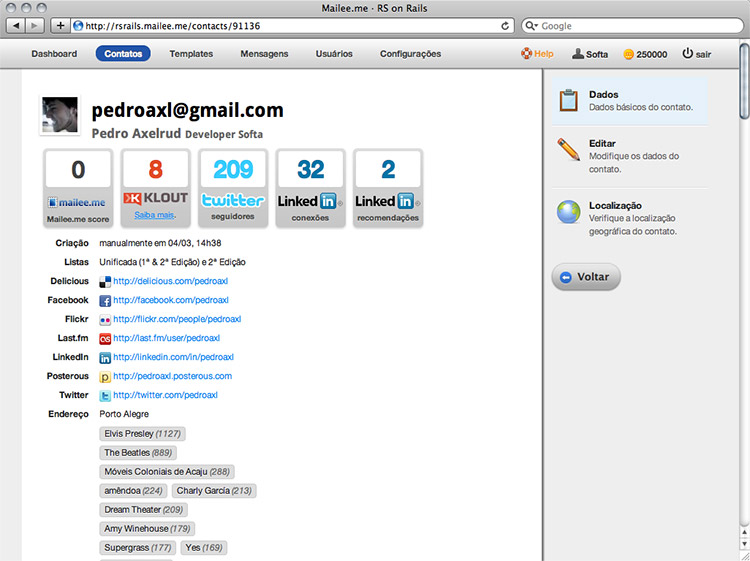 Mailee.me · RS on Rails
http://rsrails.mailee.me/contacts/91136
Google
Dashboard Contatos Templates Mensagens Usuários Configurações Help Softa 250000 sair
pedroaxl@gmail.com
Pedro Axelrud Developer Softa
0 8 209 32 2
mailee.me KLOUT twitter Linked in Linked in
Mailee.me score Saiba mais. seguidores conexões recomendações
Criação manualmente em 04/03, 14h38
Listas Unificada (1ª & 2ª Edição) e 2ª Edição
Delicious http://delicious.com/pedroaxl
Facebook http://facebook.com/pedroaxl
Flickr http://flickr.com/people/pedroaxl
Last.fm http://last.fm/user/pedroaxl
LinkedIn http://linkedin.com/in/pedroaxl
Posterous http://pedroaxl.posterous.com
Twitter http://twitter.com/pedroaxl
Endereço Porto Alegre
Elvis Presley (1127)
The Beatles (889)
Móveis Coloniais de Acaju (288)
amêndoa (224) Charly García (213)
Dream Theater (209)
Amy Winehouse (179)
Supergrass (177) Yes (169)
Dados
Dados básicos do contato.
Editar
Modifique os dados do
contato.
Localização
Verifique a localização
geográfica do contato.
Voltar